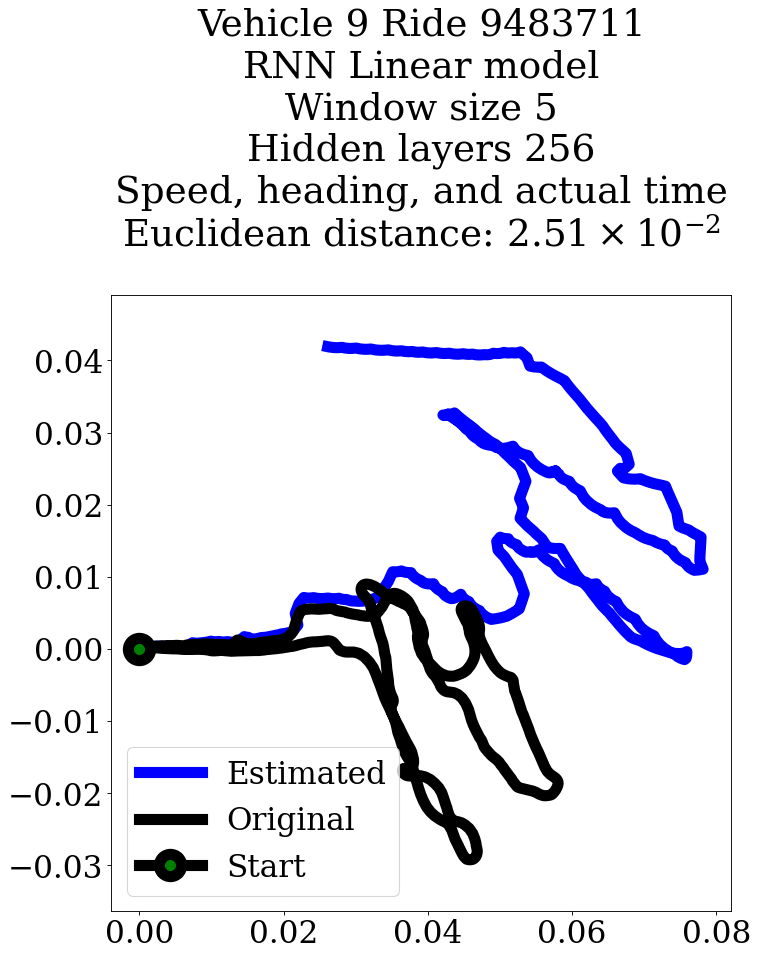 Vehicle 9 Ride 9483711
RNN Linear model
Window size 5
Hidden layers 256
Speed, heading, and actual time
Euclidean distance: 2.51 × 10⁻²
0.04
0.03
0.02
0.01
0.00
−0.01
−0.02
−0.03
Estimated
Original
Start
0.00 0.02 0.04 0.06 0.08